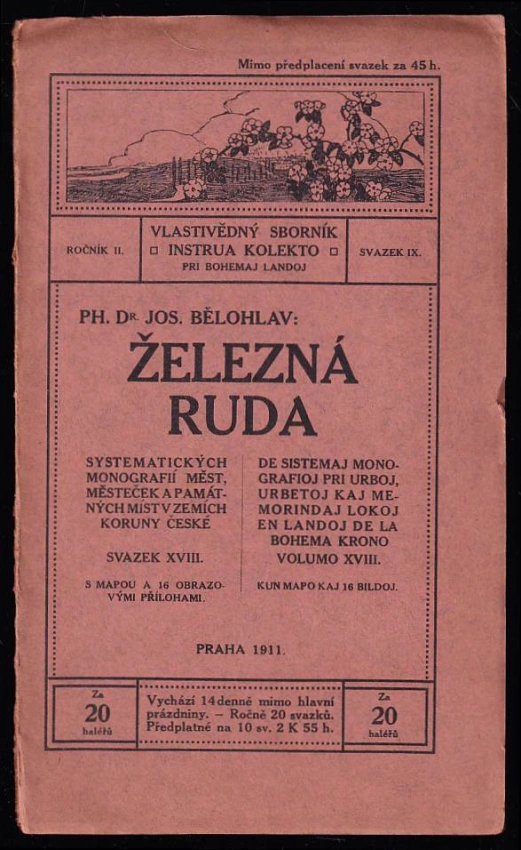 Mimo předplacení svazek za 45 h.
ROČNÍK II.
VLASTIVĚDNÝ SBORNÍK
INSTRUA KOLEKTO
PRI BOHEMAJ LANDOJ
SVAZEK IX.
PH. Dr. JOS. BĚLOHLAV:
ŽELEZNÁ
RUDA
SYSTEMATICKÝCH
MONOGRAFIÍ MĚST,
MĚSTEČEK A PAMÁT-
NÝCH MÍST V ZEMÍCH
KORUNY ČESKÉ
SVAZEK XVIII.
S MAPOU A 16 OBRAZO-
VÝMI PŘÍLOHAMI.
DE SISTEMAJ MONO-
GRAFIOJ PRI URBOJ,
URBETOJ KAJ ME-
MORINDAJ LOKOJ
EN LANDOJ DE LA
BOHEMA KRONO
VOLUMO XVIII.
KUN MAPO KAJ 16 BILDOJ.
PRAHA 1911.
Za
20
haléřů
Vychází 14denně mimo hlavní
prázdniny. – Ročně 20 svazků.
Předplatné na 10 sv. 2 K 55 h.
Za
20
haléřů